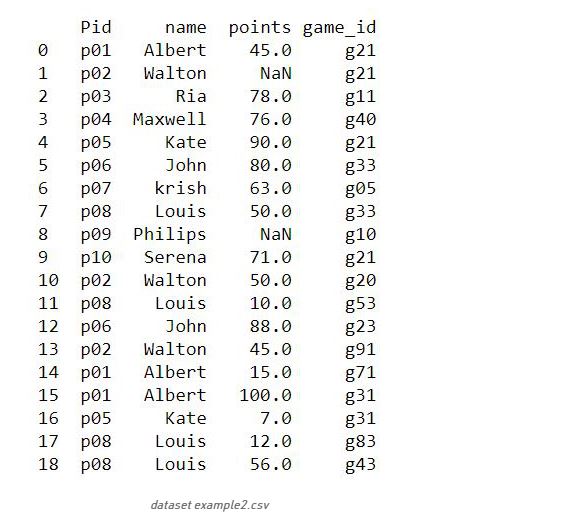 Pid name points game_id
0 p01 Albert 45.0 g21
1 p02 Walton NaN g21
2 p03 Ria 78.0 g11
3 p04 Maxwell 76.0 g40
4 p05 Kate 90.0 g21
5 p06 John 80.0 g33
6 p07 krish 63.0 g05
7 p08 Louis 50.0 g33
8 p09 Philips NaN g10
9 p10 Serena 71.0 g21
10 p02 Walton 50.0 g20
11 p08 Louis 10.0 g53
12 p06 John 88.0 g23
13 p02 Walton 45.0 g91
14 p01 Albert 15.0 g71
15 p01 Albert 100.0 g31
16 p05 Kate 7.0 g31
17 p08 Louis 12.0 g83
18 p08 Louis 56.0 g43
dataset example2.csv